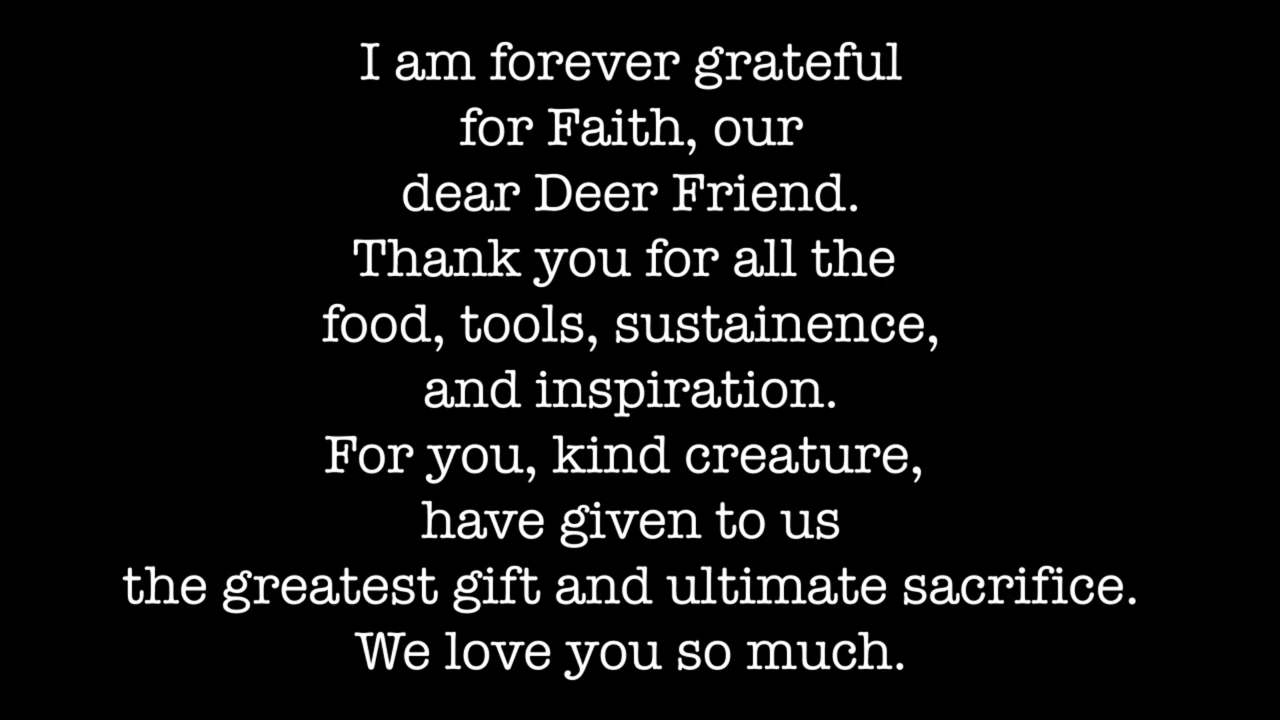 I am forever grateful
for Faith, our
dear Deer Friend.
Thank you for all the
food, tools, sustainence,
and inspiration.
For you, kind creature,
have given to us
the greatest gift and ultimate sacrifice.
We love you so much.